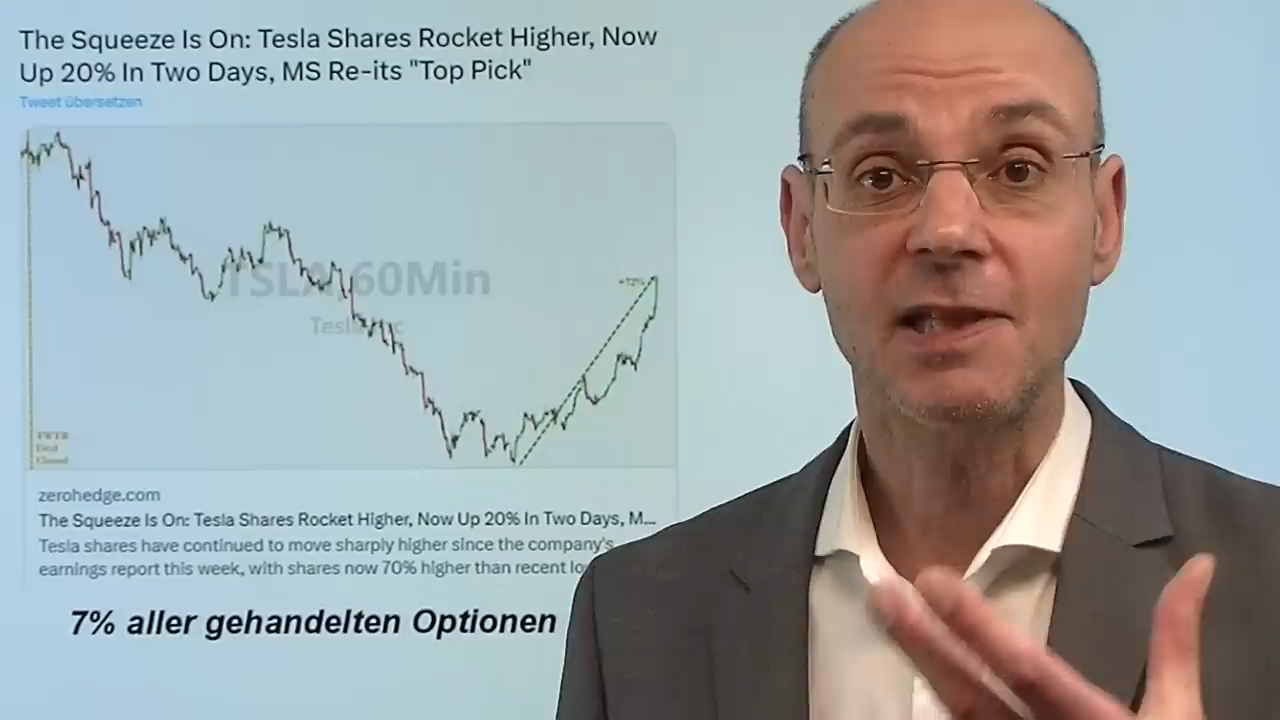 The Squeeze Is On: Tesla Shares Rocket Higher, Now
Up 20% In Two Days, MS Re-its "Top Pick"
Tweet übersetzen
TSLA 60Min
Tesla Inc
TWTR
Deal
Closed
zerohedge.com
The Squeeze Is On: Tesla Shares Rocket Higher, Now Up 20% In Two Days, M...
Tesla shares have continued to move sharply higher since the company's
earnings report this week, with shares now 70% higher than recent lo
7% aller gehandelten Optionen